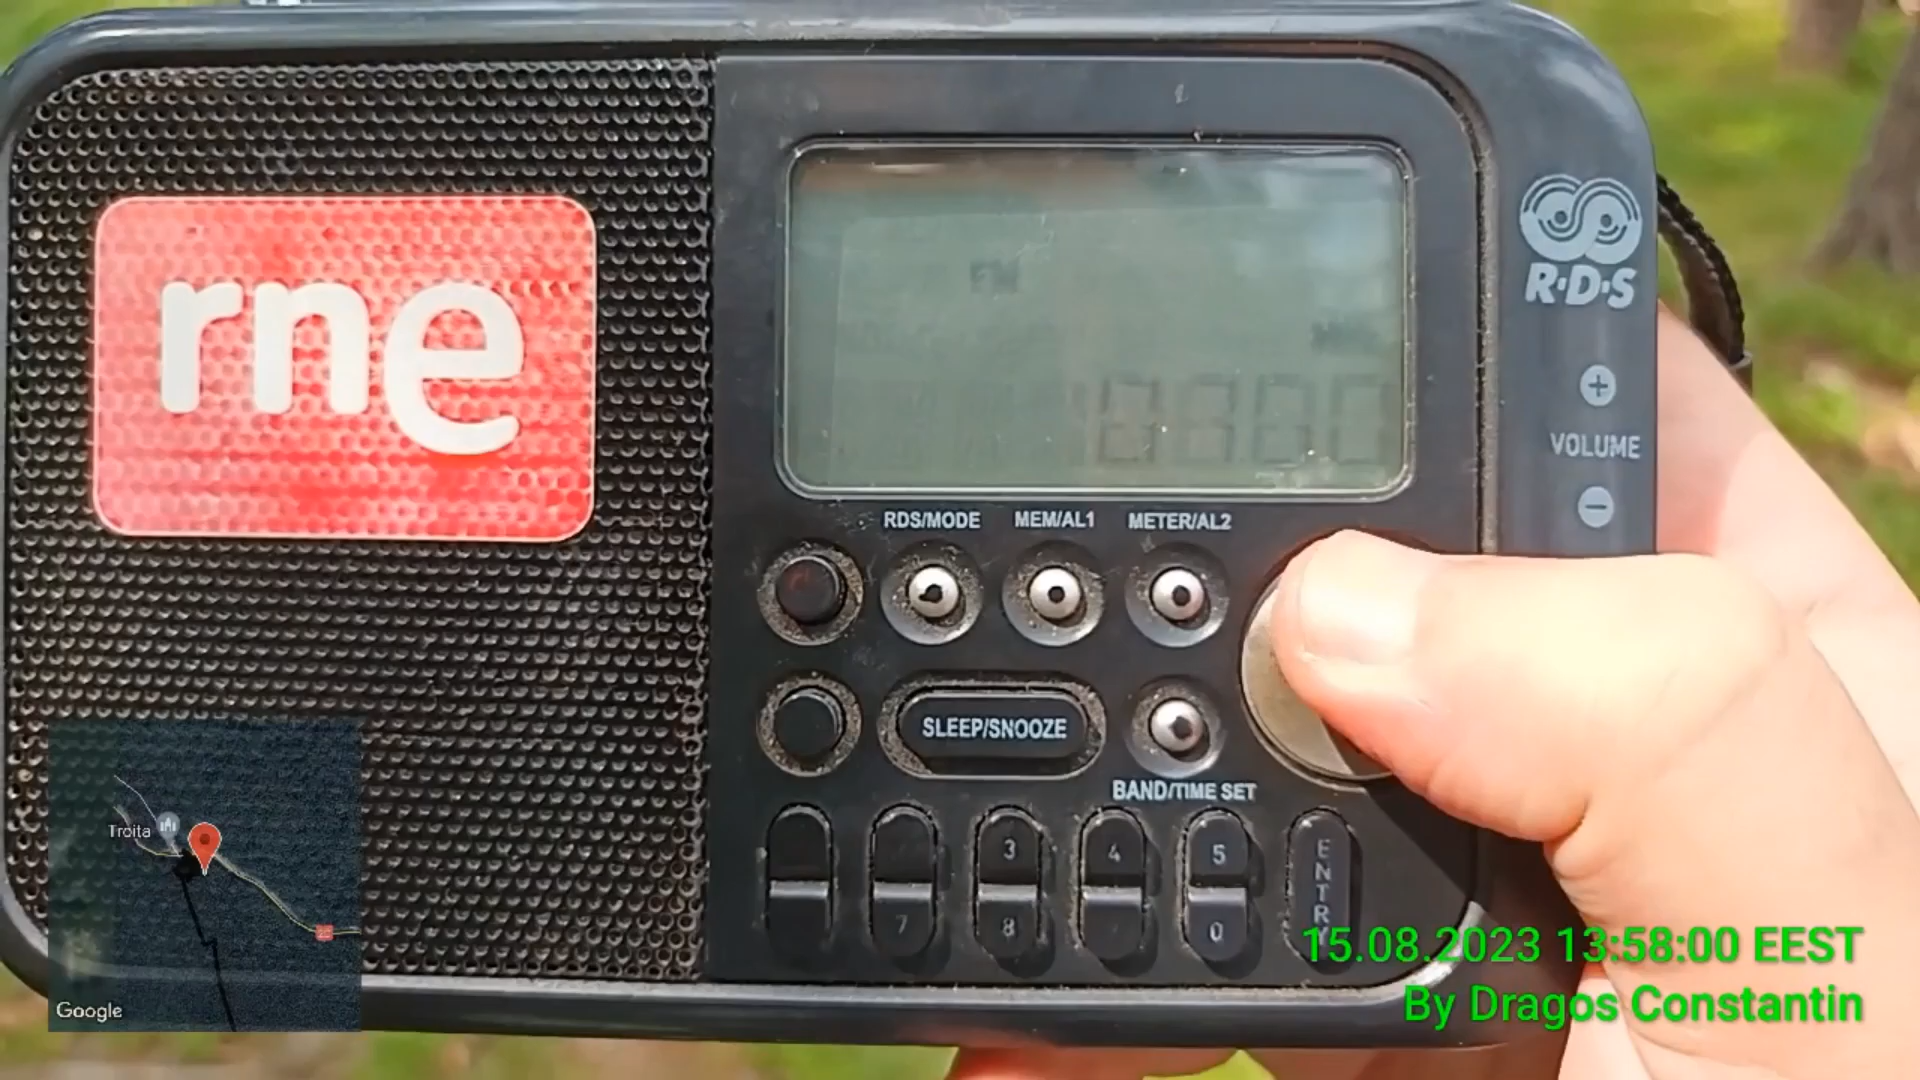 rne
FM
R·D·S
VOLUME
RDS/MODE MEM/AL1 METER/AL2
SLEEP/SNOOZE
BAND/TIME SET
3 4 5
7 8 0
ENTRY
Troita
Google
15.08.2023 13:58:00 EEST
By Dragos Constantin